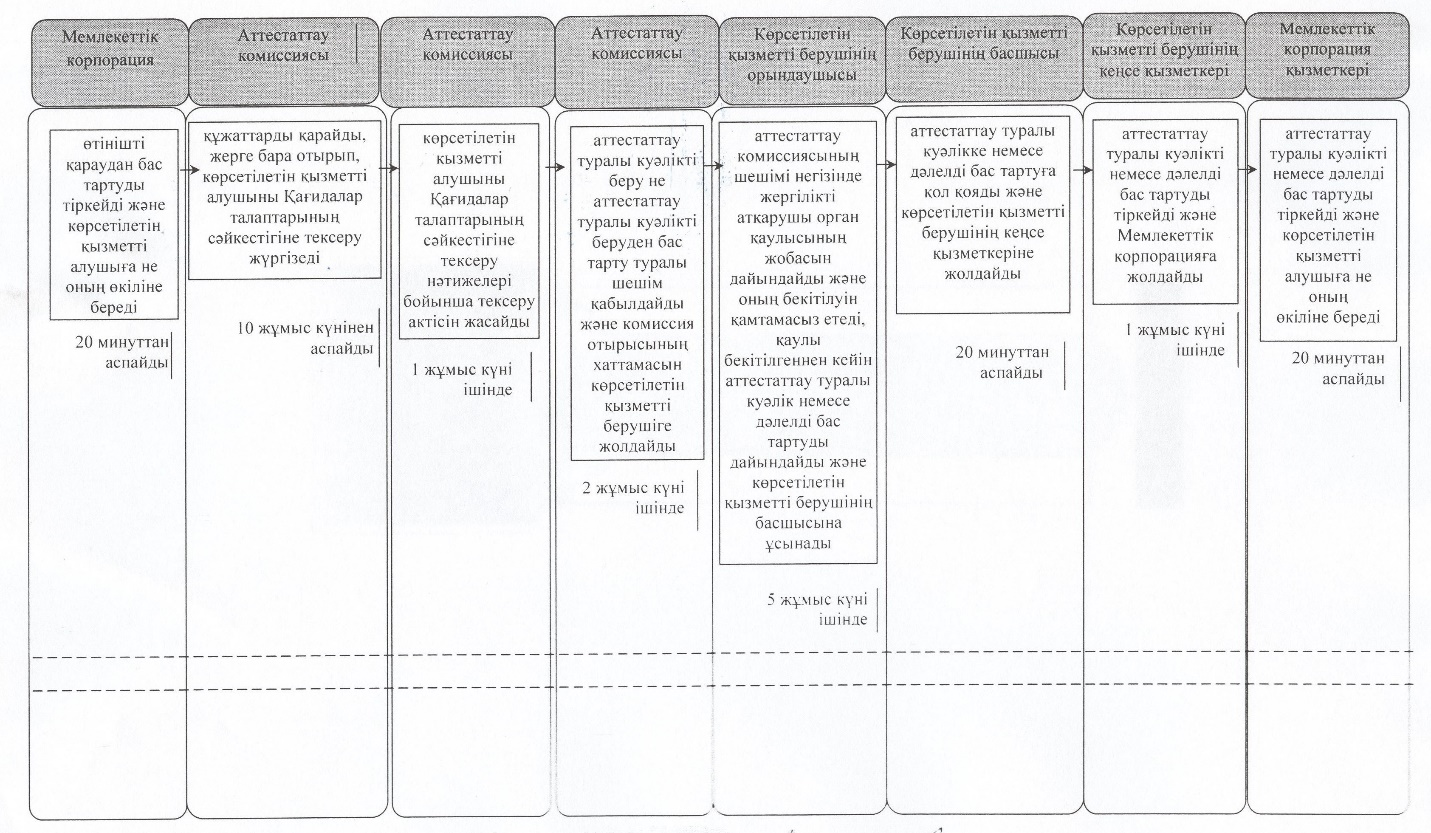 Мемлекеттік
корпорация
Аттестаттау
комиссиясы
Аттестаттау
комиссиясы
Аттестаттау
комиссиясы
Көрсетілетін
қызметті берушінің
орындаушысы
Көрсетілетін қызметті
берушінің басшысы
Көрсетілетін
қызметті берушінің
кеңсе қызметкері
Мемлекеттік
корпорация
қызметкері
өтінішті
қараудан бас
тартуды
тіркейді және
көрсетілетін
қызметті
алушыға не
оның өкіліне
береді
20 минуттан
аспайды
құжаттарды қарайды,
жерге бара отырып,
көрсетілетін қызметті
алушыны Қағидалар
талаптарының
сәйкестігіне тексеру
жүргізеді
10 жұмыс күнінен
аспайды
көрсетілетін
қызметті
алушыны
Қағидалар
талаптарының
сәйкестігіне
тексеру
нәтижелері
бойынша тексеру
актісін жасайды
1 жұмыс күні
ішінде
аттестаттау
туралы куәлікті
беру не
аттестаттау
туралы куәлікті
беруден бас
тарту туралы
шешім
қабылдайды
және комиссия
отырысының
хаттамасын
көрсетілетін
қызметті
берушіге
жолдайды
2 жұмыс күні
ішінде
аттестаттау
комиссиясының
шешімі негізінде
жергілікті
атқарушы орган
қаулысының
жобасын
дайындайды және
оның бекітілуін
қамтамасыз етеді,
қаулы
бекітілгеннен кейін
аттестаттау туралы
куәлік немесе
дәлелді бас
тартуды
дайындайды және
көрсетілетін
қызметті берушінің
басшысына
ұсынады
5 жұмыс күні
ішінде
аттестаттау туралы
куәлікке немесе
дәлелді бас тартуға
қол қояды және
көрсетілетін қызметті
берушінің кеңсе
қызметкеріне
жолдайды
20 минуттан
аспайды
аттестаттау
туралы куәлікті
немесе дәлелді
бас тартуды
тіркейді және
Мемлекеттік
корпорацияға
жолдайды
1 жұмыс күні
ішінде
аттестаттау
туралы куәлікті
немесе дәлелді
бас тартуды
тіркейді және
көрсетілетін
қызметті
алушыға не
оның
өкіліне береді
20 минуттан
аспайды